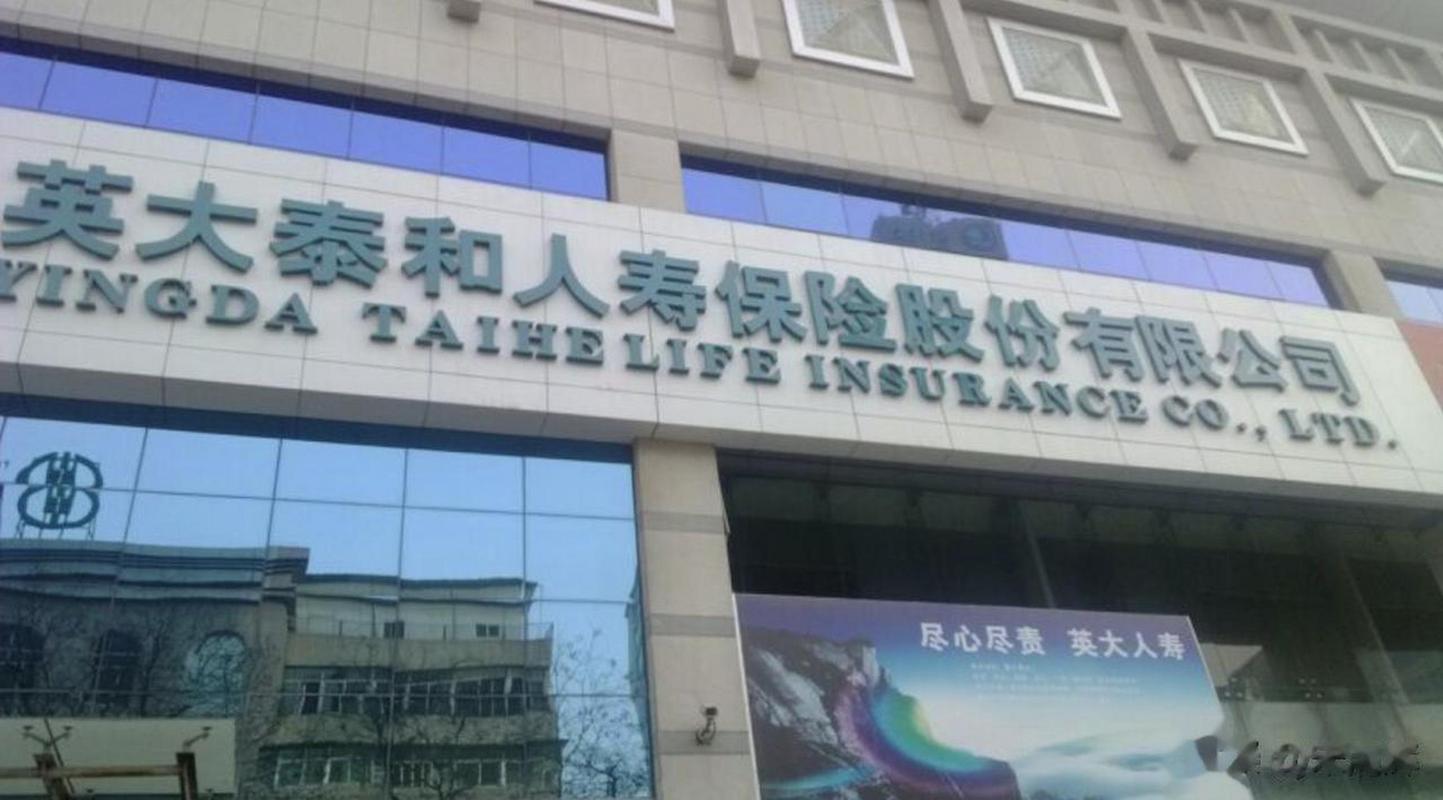 英大泰和人寿保险股份有限公司
YINGDA TAIHE LIFE INSURANCE CO., LTD.
尽心尽责 英大人寿